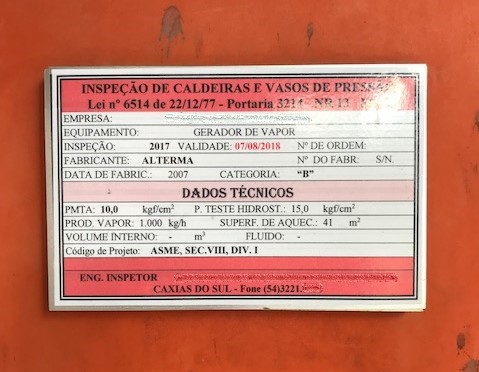 INSPEÇÃO DE CALDEIRAS E VASOS DE PRESSÃ
Lei nº 6514 de 22/12/77 - Portaria 3214 - NR 13
EMPRESA:
EQUIPAMENTO: GERADOR DE VAPOR
INSPEÇÃO: 2017 VALIDADE: 07/08/2018 Nº DE ORDEM:
FABRICANTE: ALTERMA Nº DO FABR: S/N.
DATA DE FABRIC.: 2007 CATEGORIA: “B”
DADOS TÉCNICOS
PMTA: 10,0 kgf/cm² P. TESTE HIDROST.: 15,0 kgf/cm²
PROD. VAPOR: 1.000 kg/h SUPERF. DE AQUEC.: 41 m²
VOLUME INTERNO: - m³ FLUIDO: -
Código de Projeto: ASME, SEC.VIII, DIV. I
ENG. INSPETOR
CAXIAS DO SUL - Fone (54)3221.